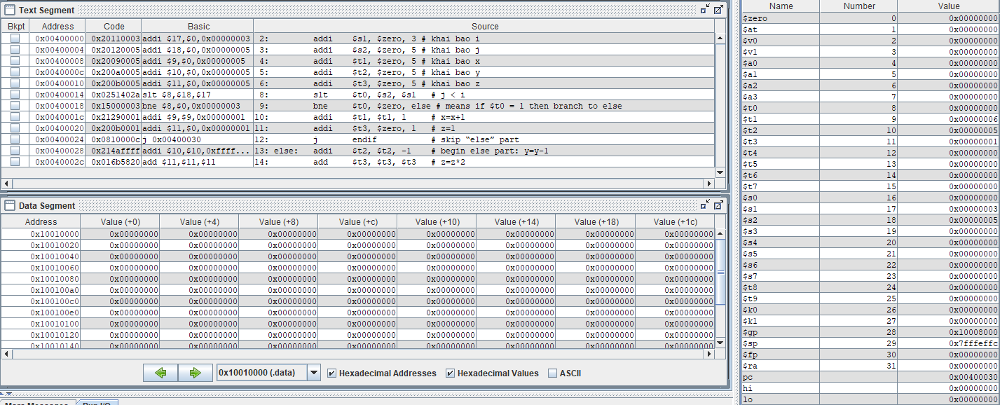 Text Segment
Bkpt Address Code Basic Source
0x00400000 0x20110003 addi $17,$0,0x00000003 2: addi $s1, $zero, 3 # khai bao i
0x00400004 0x20120005 addi $18,$0,0x00000005 3: addi $s2, $zero, 5 # khai bao j
0x00400008 0x20090005 addi $9,$0,0x00000005 4: addi $t1, $zero, 5 # khai bao x
0x0040000c 0x200a0005 addi $10,$0,0x00000005 5: addi $t2, $zero, 5 # khai bao y
0x00400010 0x200b0005 addi $11,$0,0x00000005 6: addi $t3, $zero, 5 # khai bao z
0x00400014 0x0251402a slt $8,$18,$17 8: slt $t0, $s2, $s1 # j < i
0x00400018 0x15000003 bne $8,$0,0x00000003 9: bne $t0, $zero, else # means if $t0 = 1 then branch to else
0x0040001c 0x21290001 addi $9,$9,0x00000001 10: addi $t1, $t1, 1 # x=x+1
0x00400020 0x200b0001 addi $11,$0,0x00000001 11: addi $t3, $zero, 1 # z=1
0x00400024 0x0810000c j 0x00400030 12: j endif # skip “else” part
0x00400028 0x214affff addi $10,$10,0xffff... 13: else: addi $t2, $t2, -1 # begin else part: y=y-1
0x0040002c 0x016b5820 add $11,$11,$11 14: add $t3, $t3, $t3 # z=z*2
Data Segment
Address Value (+0) Value (+4) Value (+8) Value (+c) Value (+10) Value (+14) Value (+18) Value (+1c)
0x10010000 0x00000000 0x00000000 0x00000000 0x00000000 0x00000000 0x00000000 0x00000000 0x00000000
0x10010020 0x00000000 0x00000000 0x00000000 0x00000000 0x00000000 0x00000000 0x00000000 0x00000000
0x10010040 0x00000000 0x00000000 0x00000000 0x00000000 0x00000000 0x00000000 0x00000000 0x00000000
0x10010060 0x00000000 0x00000000 0x00000000 0x00000000 0x00000000 0x00000000 0x00000000 0x00000000
0x10010080 0x00000000 0x00000000 0x00000000 0x00000000 0x00000000 0x00000000 0x00000000 0x00000000
0x100100a0 0x00000000 0x00000000 0x00000000 0x00000000 0x00000000 0x00000000 0x00000000 0x00000000
0x100100c0 0x00000000 0x00000000 0x00000000 0x00000000 0x00000000 0x00000000 0x00000000 0x00000000
0x100100e0 0x00000000 0x00000000 0x00000000 0x00000000 0x00000000 0x00000000 0x00000000 0x00000000
0x10010100 0x00000000 0x00000000 0x00000000 0x00000000 0x00000000 0x00000000 0x00000000 0x00000000
0x10010120 0x00000000 0x00000000 0x00000000 0x00000000 0x00000000 0x00000000 0x00000000 0x00000000
0x10010140 0x00000000 0x00000000 0x00000000 0x00000000 0x00000000 0x00000000 0x00000000 0x00000000
0x10010000 (.data) Hexadecimal Addresses Hexadecimal Values ASCII
Mars Messages Run I/O
Name Number Value
$zero 0 0x00000000
$at 1 0x00000000
$v0 2 0x00000000
$v1 3 0x00000000
$a0 4 0x00000000
$a1 5 0x00000000
$a2 6 0x00000000
$a3 7 0x00000000
$t0 8 0x00000000
$t1 9 0x00000006
$t2 10 0x00000005
$t3 11 0x00000001
$t4 12 0x00000000
$t5 13 0x00000000
$t6 14 0x00000000
$t7 15 0x00000000
$s0 16 0x00000000
$s1 17 0x00000003
$s2 18 0x00000005
$s3 19 0x00000000
$s4 20 0x00000000
$s5 21 0x00000000
$s6 22 0x00000000
$s7 23 0x00000000
$t8 24 0x00000000
$t9 25 0x00000000
$k0 26 0x00000000
$k1 27 0x00000000
$gp 28 0x10008000
$sp 29 0x7fffeffc
$fp 30 0x00000000
$ra 31 0x00000000
pc 0x00400030
hi 0x00000000
lo 0x00000000